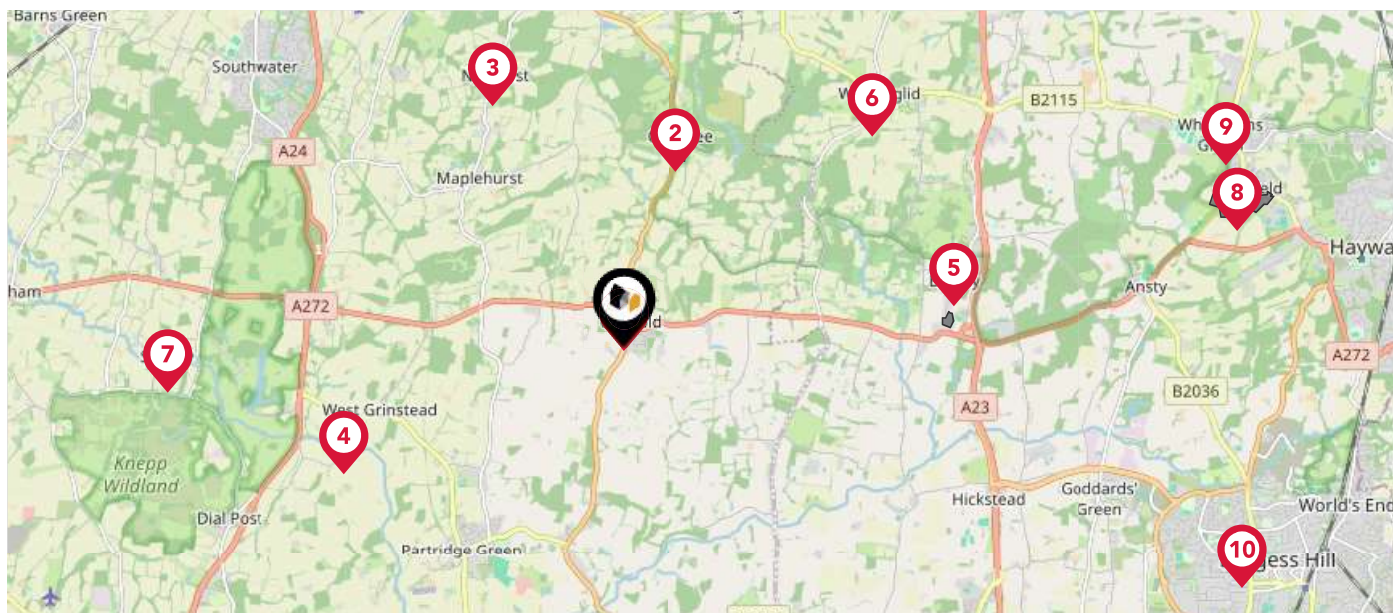 Barns Green
Southwater
3
6
B2115
2
9
A24
Maplehurst
8
Haywa
5
Ansty
ham
A272
7
A272
B2036
West Grinstead
A23
4
Knepp
Wildland
Hickstead
Goddards'
Green
World's End
Dial Post
Partridge Green
10
gess Hill